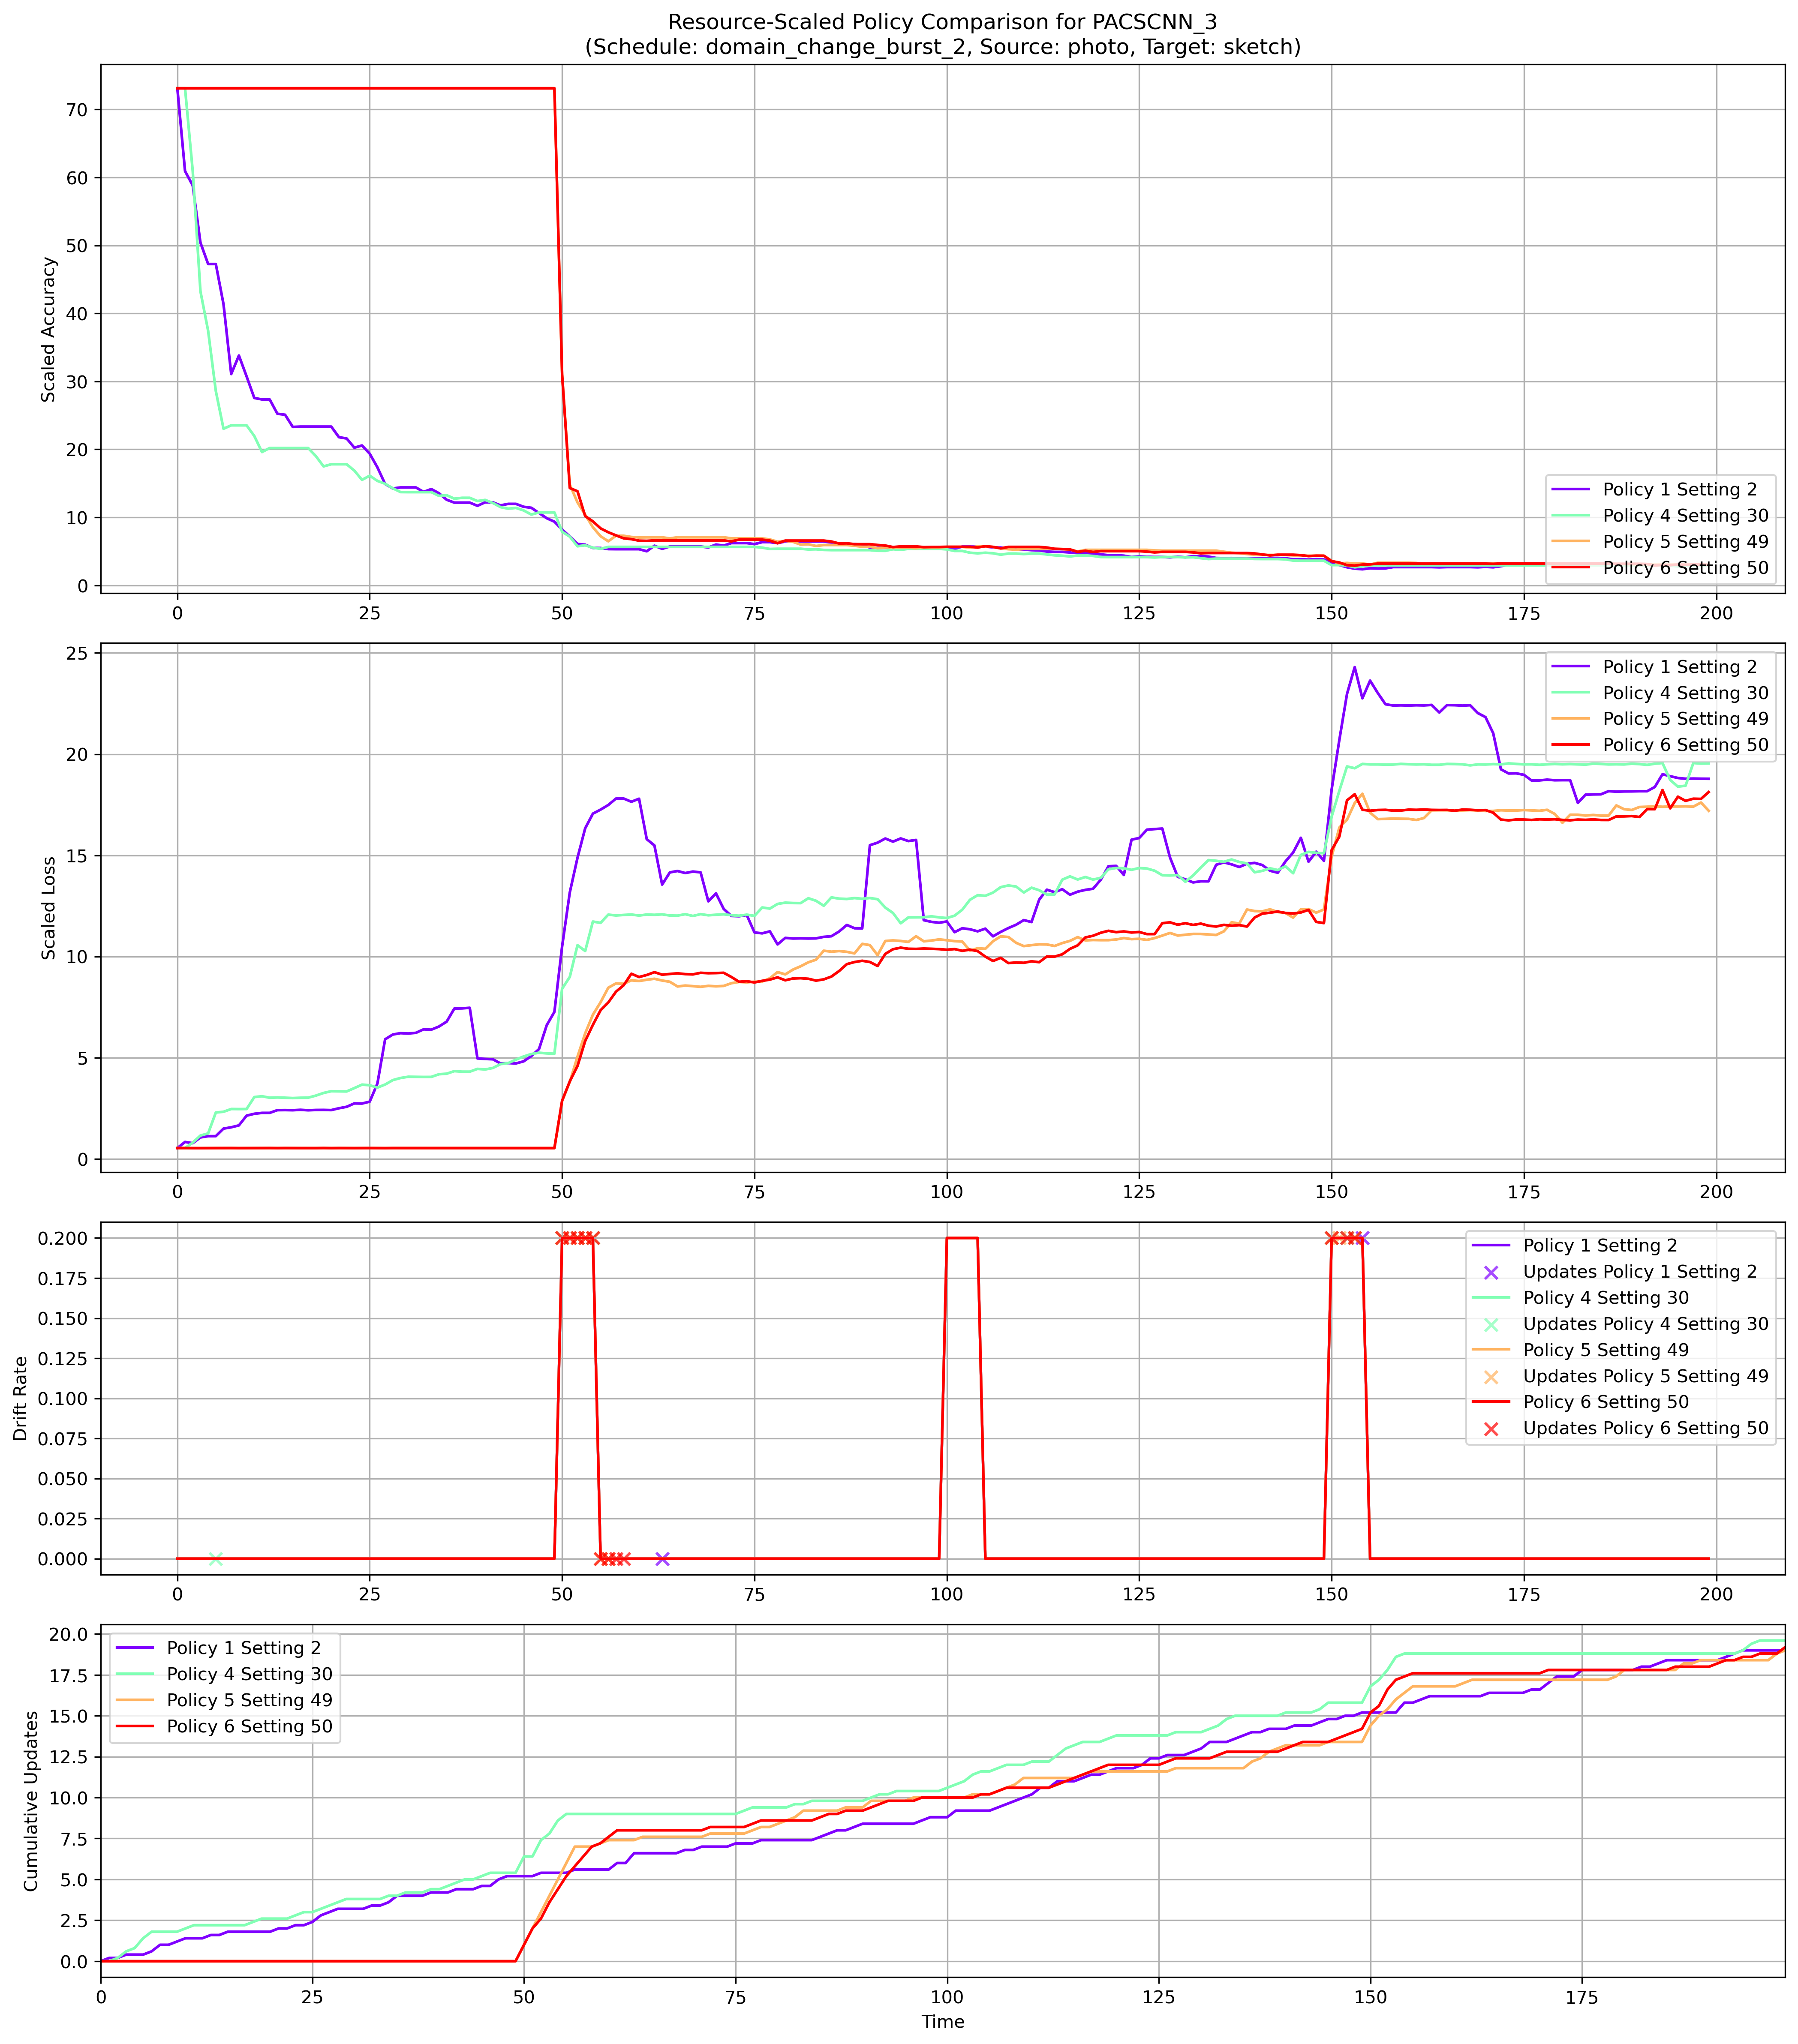 Resource-Scaled Policy Comparison for PACSCNN_3
(Schedule: domain_change_burst_2, Source: photo, Target: sketch)
Scaled Accuracy
70
60
50
40
30
20
10
0
0 25 50 75 100 125 150 175 200
Policy 1 Setting 2
Policy 4 Setting 30
Policy 5 Setting 49
Policy 6 Setting 50
Scaled Loss
25
20
15
10
5
0
0 25 50 75 100 125 150 175 200
Policy 1 Setting 2
Policy 4 Setting 30
Policy 5 Setting 49
Policy 6 Setting 50
Drift Rate
0.200
0.175
0.150
0.125
0.100
0.075
0.050
0.025
0.000
0 25 50 75 100 125 150 175 200
Policy 1 Setting 2
Updates Policy 1 Setting 2
Policy 4 Setting 30
Updates Policy 4 Setting 30
Policy 5 Setting 49
Updates Policy 5 Setting 49
Policy 6 Setting 50
Updates Policy 6 Setting 50
Cumulative Updates
20.0
17.5
15.0
12.5
10.0
7.5
5.0
2.5
0.0
0 25 50 75 100 125 150 175
Policy 1 Setting 2
Policy 4 Setting 30
Policy 5 Setting 49
Policy 6 Setting 50
Time